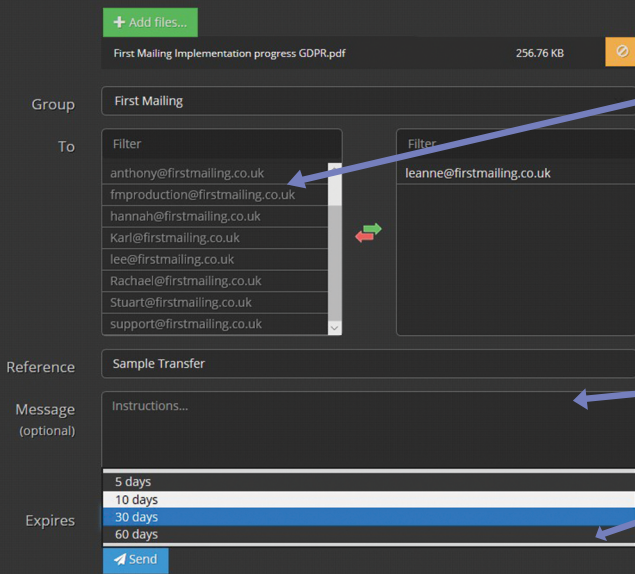 Add files...
First Mailing Implementation progress GDPR.pdf 256.76 KB
Group First Mailing
To Filter Filter
anthony@firstmailing.co.uk leanne@firstmailing.co.uk
fmproduction@firstmailing.co.uk
hannah@firstmailing.co.uk
Karl@firstmailing.co.uk
lee@firstmailing.co.uk
Rachael@firstmailing.co.uk
Stuart@firstmailing.co.uk
support@firstmailing.co.uk
Reference Sample Transfer
Message Instructions...
(optional)
5 days
10 days
Expires 30 days
60 days
Send